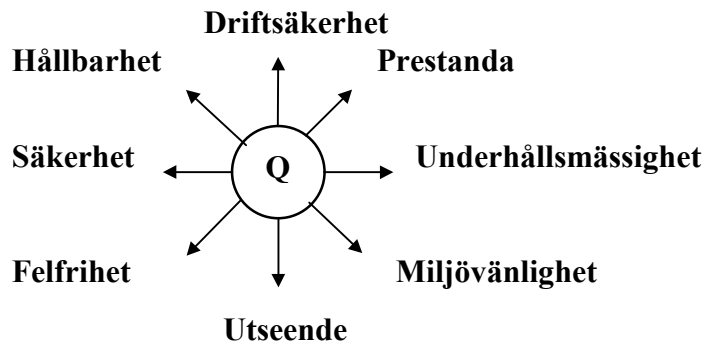 Driftsäkerhet
Hållbarhet Prestanda
Säkerhet Q Underhållsmässighet
Felfrihet Miljövänlighet
Utseende